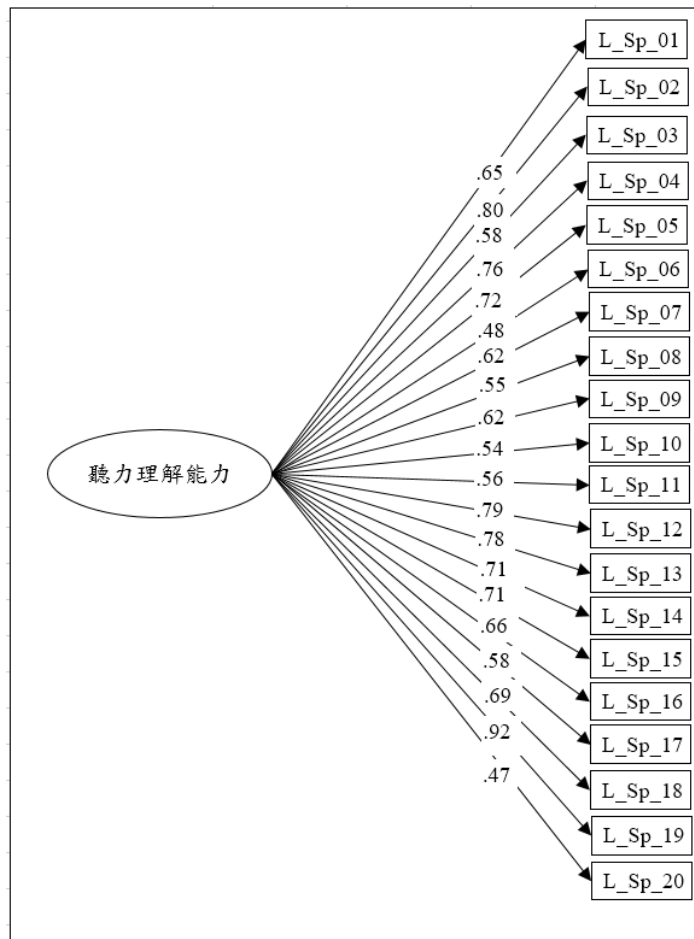 L_Sp_01
L_Sp_02
L_Sp_03
.65
L_Sp_04
.80
L_Sp_05
.58
.76
L_Sp_06
.72
L_Sp_07
.48
.62
L_Sp_08
.55
L_Sp_09
.62
L_Sp_10
.54
聽力理解能力
.56
L_Sp_11
.79
L_Sp_12
.78
L_Sp_13
.71
.71
L_Sp_14
.66
L_Sp_15
.58
.69
L_Sp_16
.92
L_Sp_17
.47
L_Sp_18
L_Sp_19
L_Sp_20